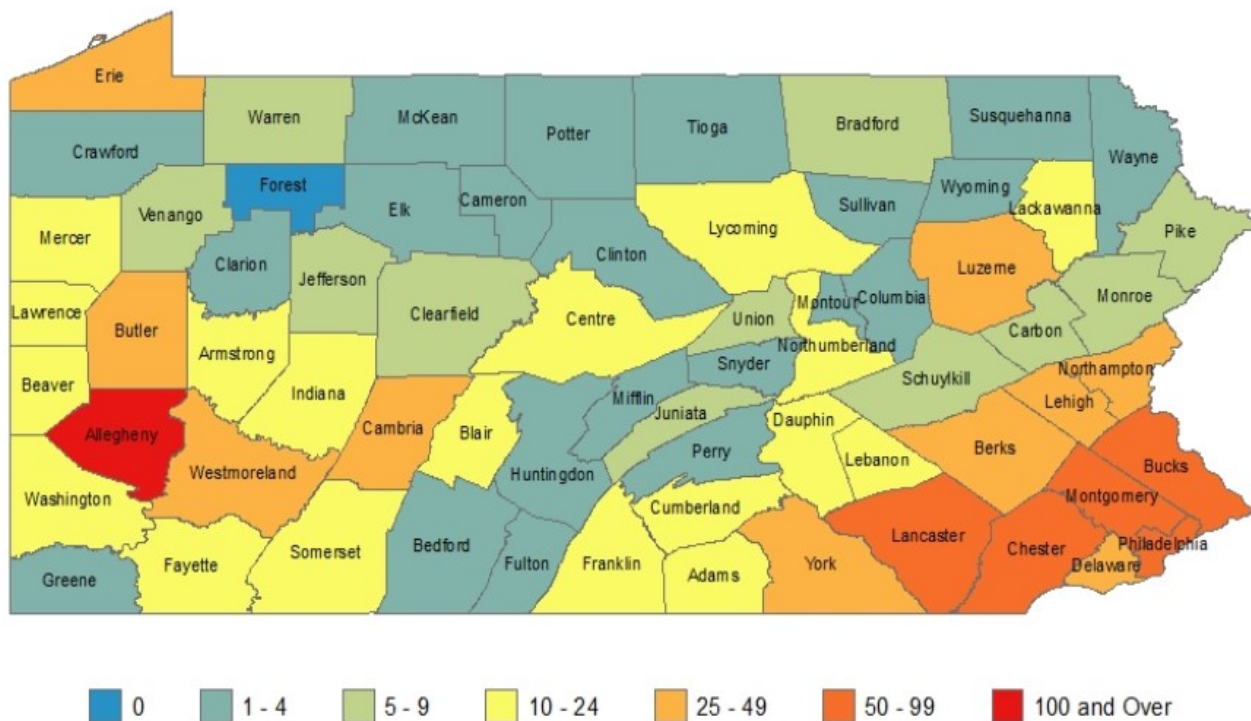 Erie
Warren
McKean
Potter
Tioga
Bradford
Susquehanna
Crawford
Wayne
Forest
Elk
Cameron
Wyoming
Sullivan
Lackawanna
Venango
Mercer
Lycoming
Pike
Clarion
Clinton
Luzerne
Jefferson
Lawrence
Butler
Clearfield
Centre
Montour
Columbia
Monroe
Union
Carbon
Armstrong
Northumberland
Beaver
Indiana
Snyder
Northampton
Schuylkill
Lehigh
Mifflin
Juniata
Allegheny
Cambria
Blair
Dauphin
Perry
Lebanon
Berks
Bucks
Westmoreland
Huntingdon
Washington
Montgomery
Cumberland
Lancaster
Chester
Philadelphia
Bedford
Fulton
Somerset
Fayette
Franklin
Adams
York
Delaware
Greene
0
1 - 4
5 - 9
10 - 24
25 - 49
50 - 99
100 and Over